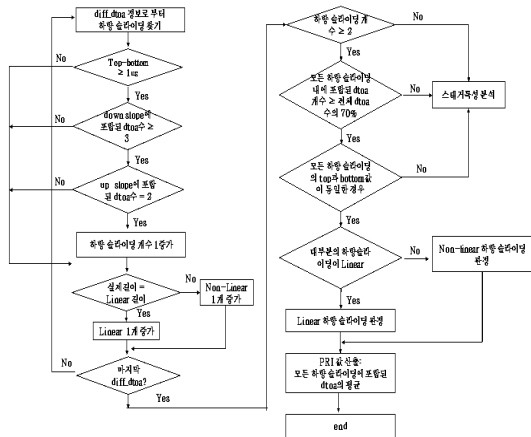 diff_dtoa 정보로 부터
하향 슬라이딩 찾기
No
Top-bottom
≥ 1us
Yes
No
down slope에
포함된 dtoa수 ≥
3
Yes
No
up slope에 포함
된 dtoa수 = 2
Yes
하향 슬라이딩 개수 1증가
실제길이 =
Linear 길이
No
Non-Linear
1개 증가
Yes
Linear 1개 증가
No
마지막
diff_dtoa?
Yes
하향 슬라이딩 개
수 ≥ 2
No
Yes
모든 하향 슬라이딩
내에 포함된 dtoa
개수 ≥ 전체 dtoa
수의 70%
No
스태거특성 분석
Yes
모든 하향 슬라이딩
의 top과 bottom값
이 동일한 경우
No
Yes
대부분의 하향슬라
이딩이 Linear
No
Non-linear 하향 슬라이딩
판정
Yes
Linear 하향 슬라이딩 판정
PRI 값 산출:
모든 하향 슬라이딩에 포함된
dtoa의 평균
end